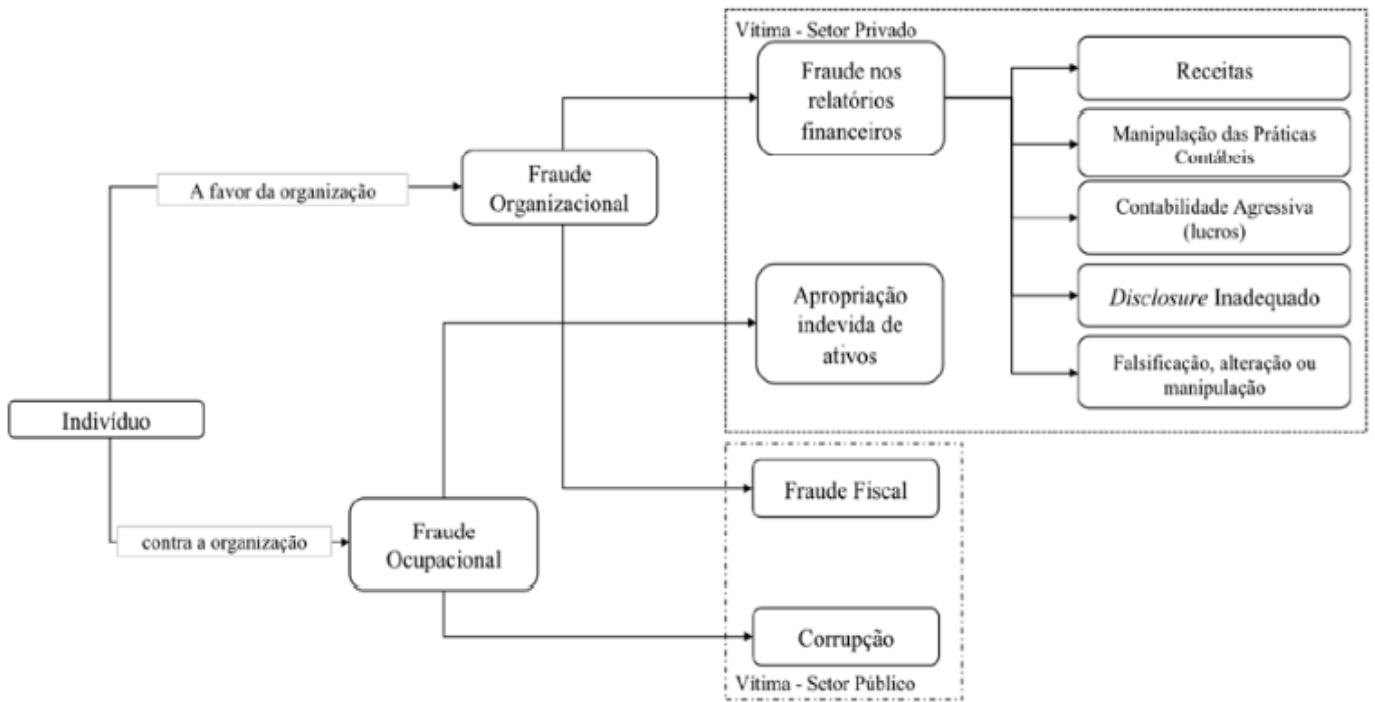 Vítima - Setor Privado
Fraude nos
relatórios
financeiros
Receitas
Manipulação das Práticas
Contábeis
Contabilidade Agressiva
(lucros)
Disclosure Inadequado
Falsificação, alteração ou
manipulação
A favor da organização
Fraude
Organizacional
Apropriação
indevida de
ativos
Indivíduo
contra a organização
Fraude
Ocupacional
Fraude Fiscal
Corrupção
Vítima - Setor Público